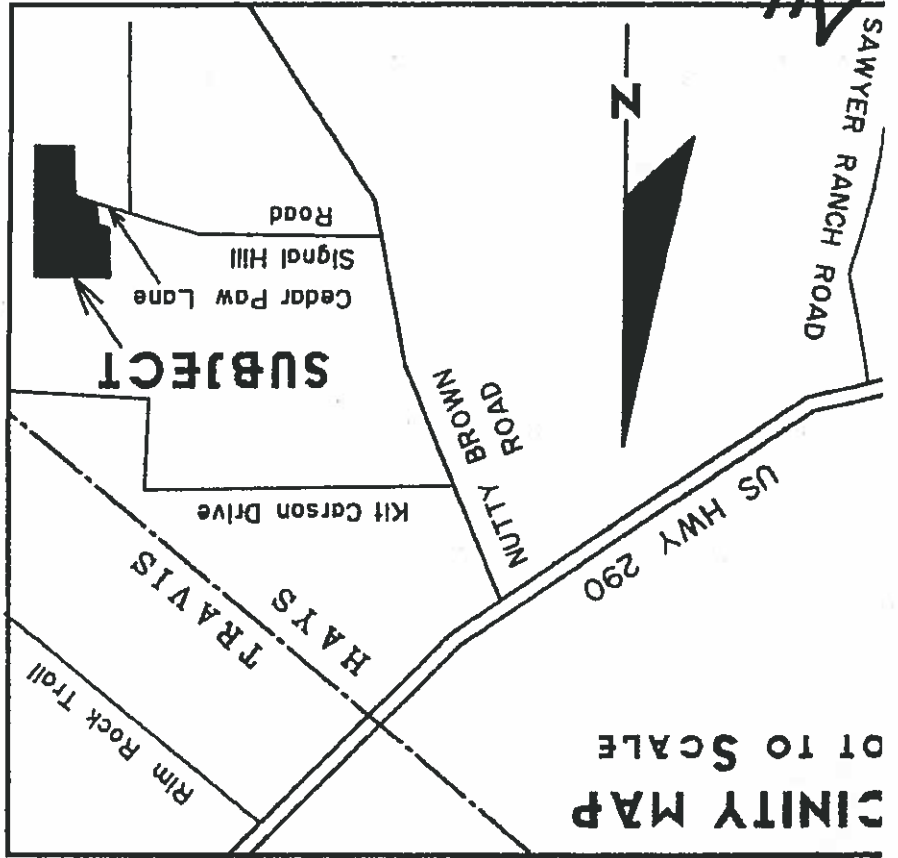 CINITY MAP
OT TO SCALE
Rim Rock Trail
US HWY 290
HAYS
TRAVIS
Kit Carson Drive
NUTTY BROWN
ROAD
SUBJECT
SAWYER RANCH ROAD
Cedar Paw Lane
Signal Hill
Road
N